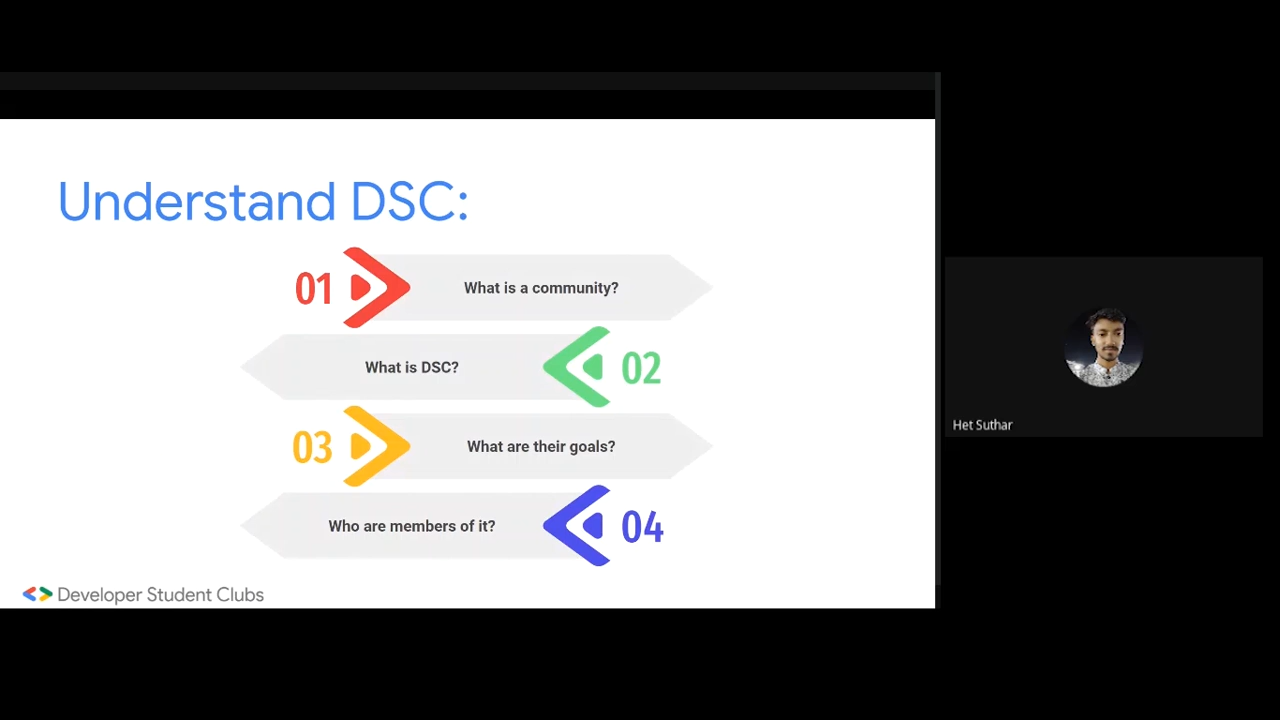 Understand DSC:
01 What is a community?
What is DSC? 02
03 What are their goals?
Who are members of it? 04
Developer Student Clubs
Het Suthar